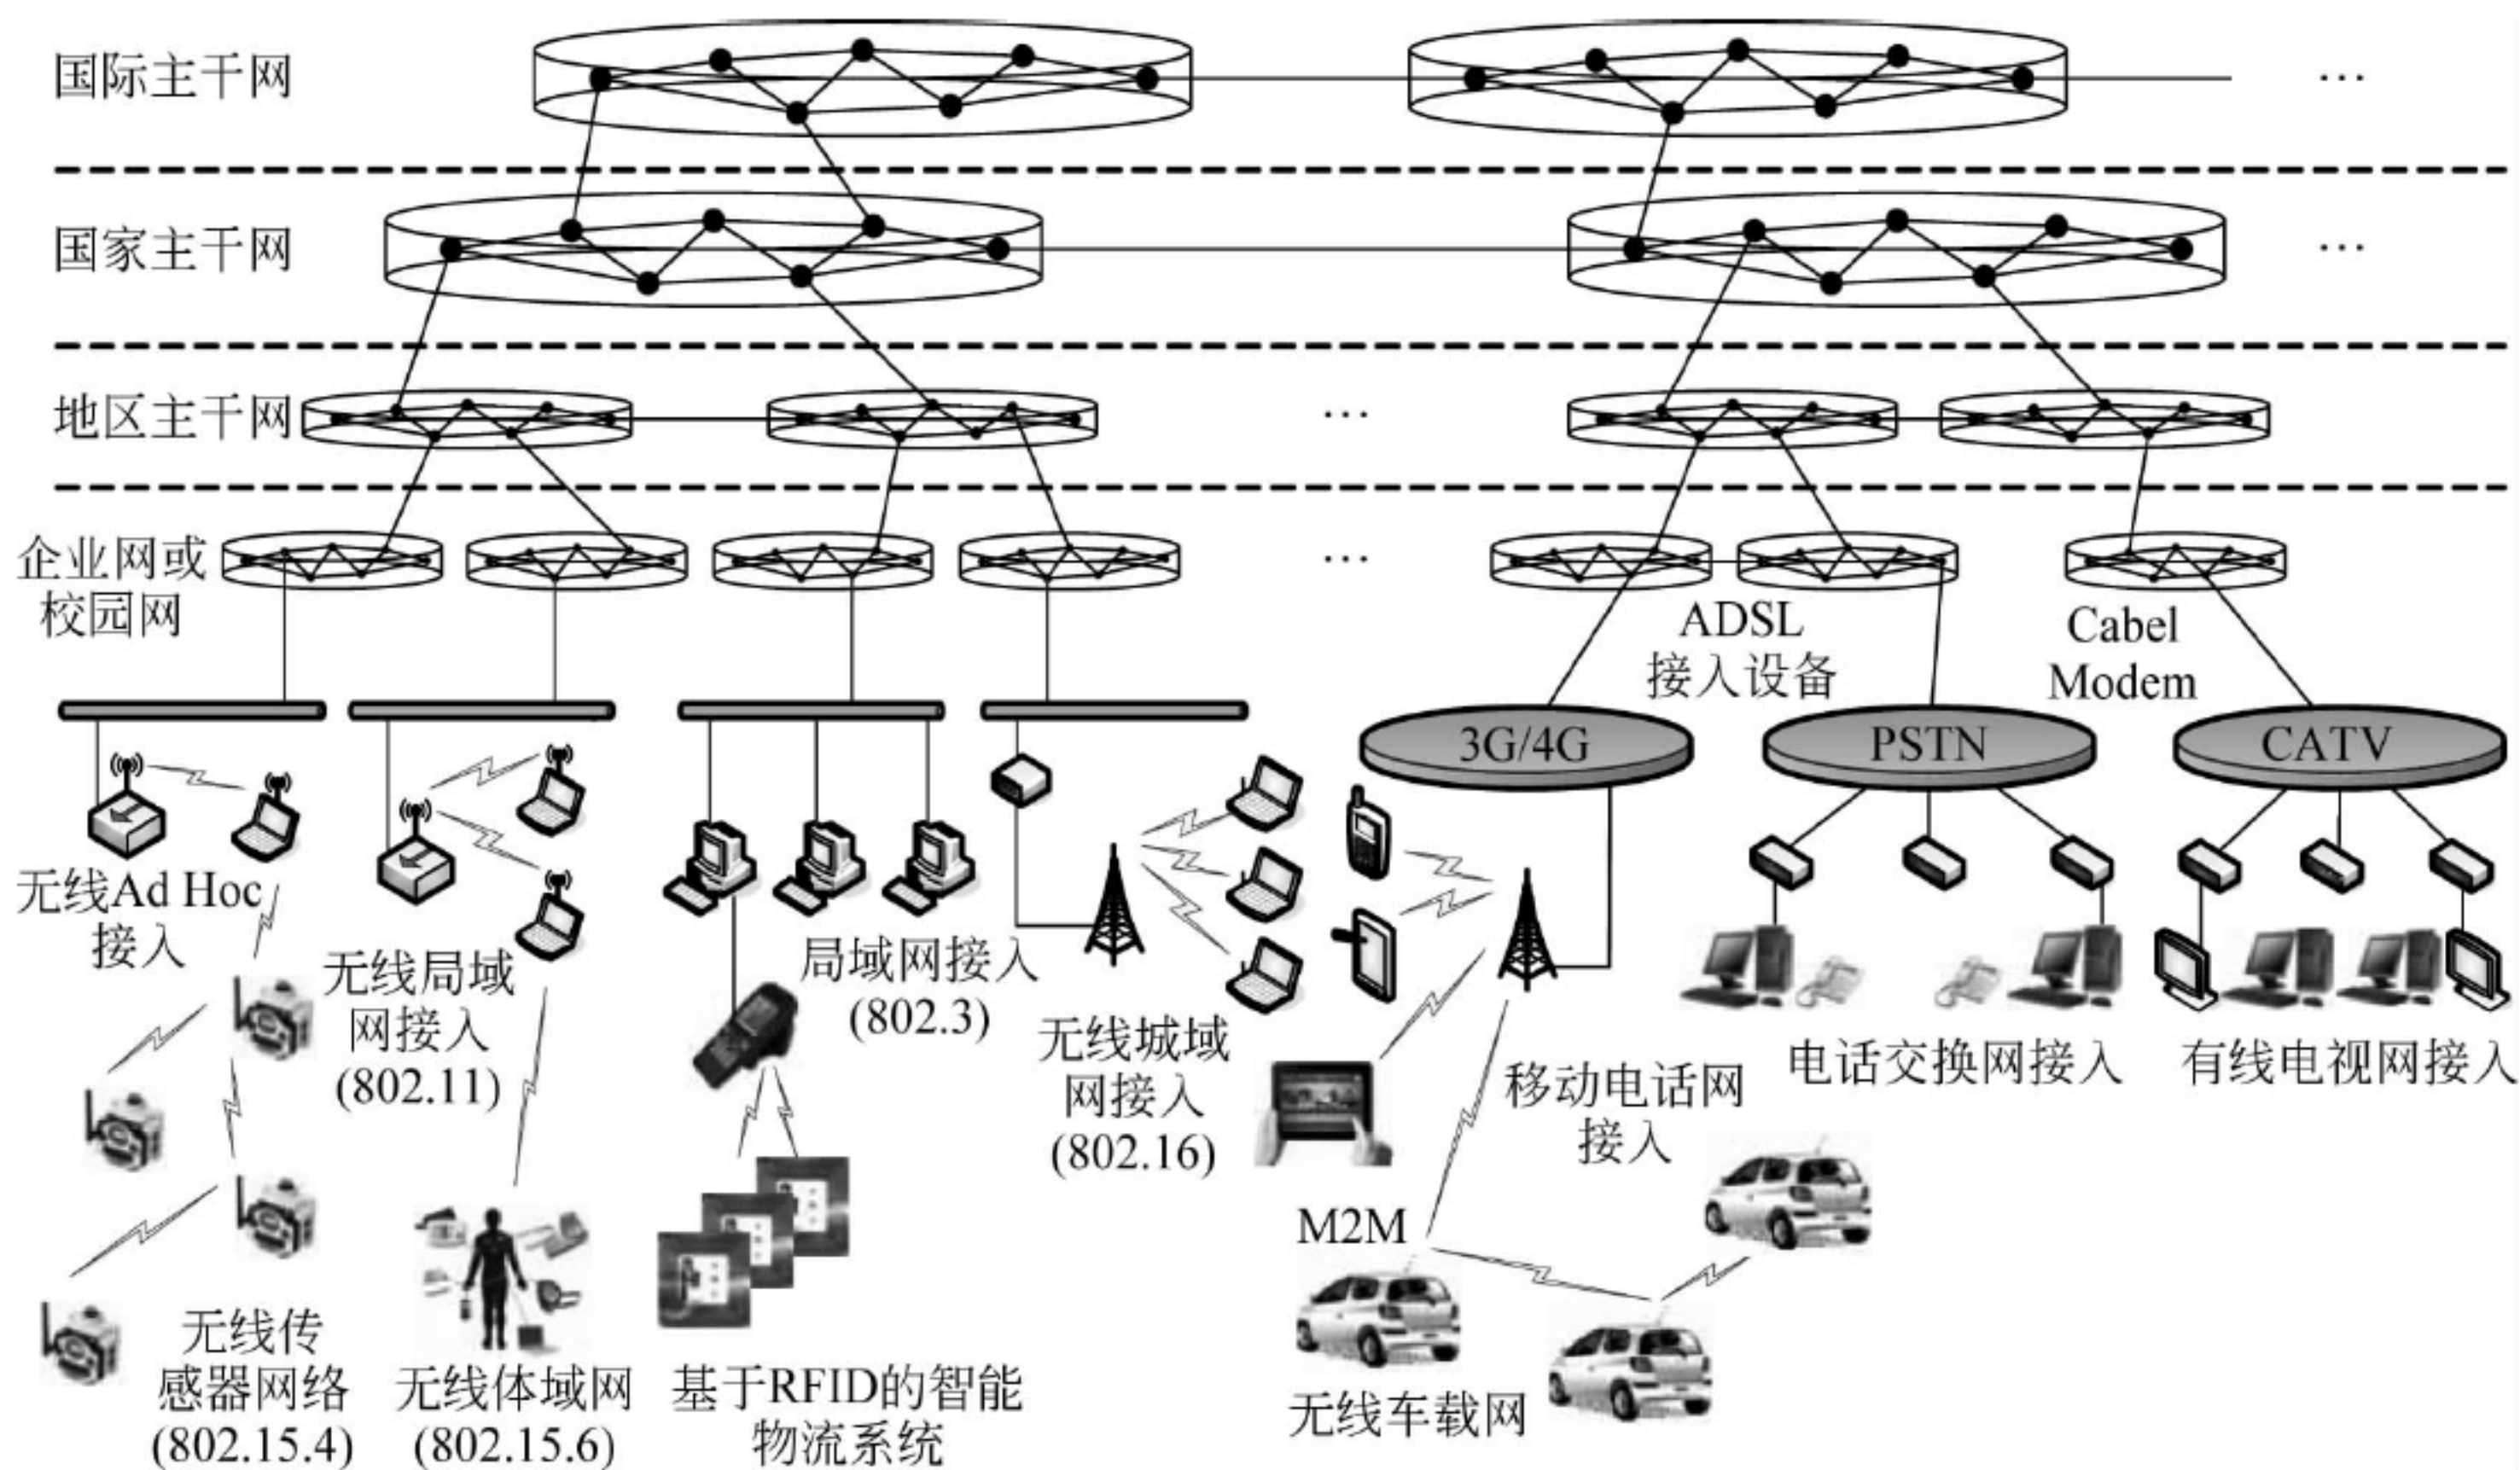 国际主干网
…
国家主干网
…
地区主干网
…
企业网或
校园网
…
ADSL
接入设备
Cabel
Modem
3G/4G
PSTN
CATV
无线Ad Hoc
接入
无线局域
网接入
(802.11)
局域网接入
(802.3)
无线城域
网接入
(802.16)
移动电话网
接入
电话交换网接入
有线电视网接入
M2M
无线传
感器网络
(802.15.4)
无线体域网
(802.15.6)
基于RFID的智能
物流系统
无线车载网